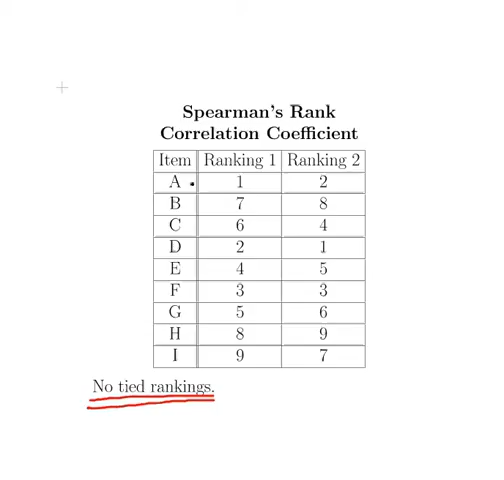 Spearman's Rank
Correlation Coefficient
Item Ranking 1 Ranking 2
A 1 2
B 7 8
C 6 4
D 2 1
E 4 5
F 3 3
G 5 6
H 8 9
I 9 7
No tied rankings.